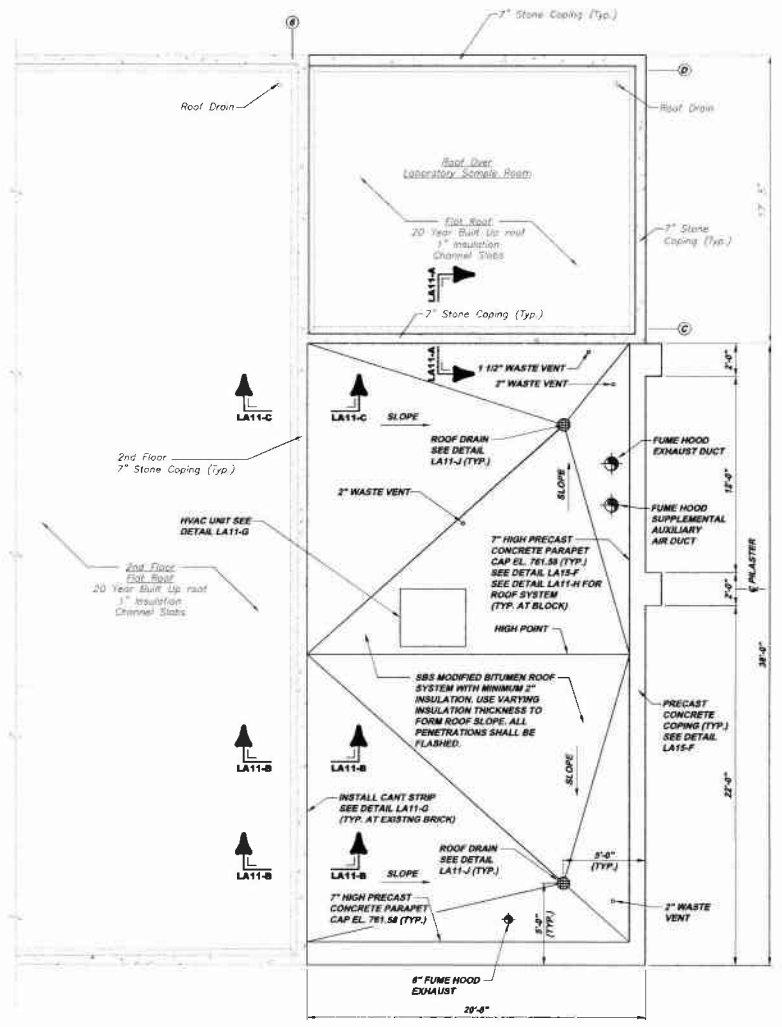 7" Stone Coping (Typ.)
6
D
Roof Drain
Roof Drain
Roof Over
Laboratory Sample Room
Flat Roof
20 Year Built Up roof
1" Insulation
Channel Slabs
7" Stone
Coping (Typ.)
LA11-A
7" Stone Coping (Typ.)
C
LA11-A
1 1/2" WASTE VENT
2" WASTE VENT
2'-0"
LA11-C
LA11-C
SLOPE
ROOF DRAIN
SEE DETAIL
LA11-J (TYP.)
FUME HOOD
EXHAUST DUCT
2nd Floor
7" Stone Coping (Typ.)
SLOPE
12'-0"
2" WASTE VENT
HVAC UNIT SEE
DETAIL LA11-G
FUME HOOD
SUPPLEMENTAL
AUXILIARY
AIR DUCT
7" HIGH PRECAST
CONCRETE PARAPET
CAP EL. 761.58 (TYP.)
SEE DETAIL LA15-F
SEE DETAIL LA11-H FOR
ROOF SYSTEM
(TYP. AT BLOCK)
2nd Floor
Flat Roof
20 Year Built Up roof
1" Insulation
Channel Slabs
2'-0"
℄ PILASTER
HIGH POINT
38'-0"
SBS MODIFIED BITUMEN ROOF
SYSTEM WITH MINIMUM 2"
INSULATION. USE VARYING
INSULATION THICKNESS TO
FORM ROOF SLOPE. ALL
PENETRATIONS SHALL BE
FLASHED.
PRECAST
CONCRETE
COPING (TYP.)
SEE DETAIL
LA15-F
LA11-B
LA11-B
SLOPE
22'-0"
INSTALL CANT STRIP
SEE DETAIL LA11-G
(TYP. AT EXISTNG BRICK)
LA11-B
LA11-B
SLOPE
ROOF DRAIN
SEE DETAIL
LA11-J (TYP.)
5'-0"
(TYP.)
7" HIGH PRECAST
CONCRETE PARAPET
CAP EL. 761.58 (TYP.)
5'-0"
(TYP.)
2" WASTE
VENT
6" FUME HOOD
EXHAUST
20'-6"